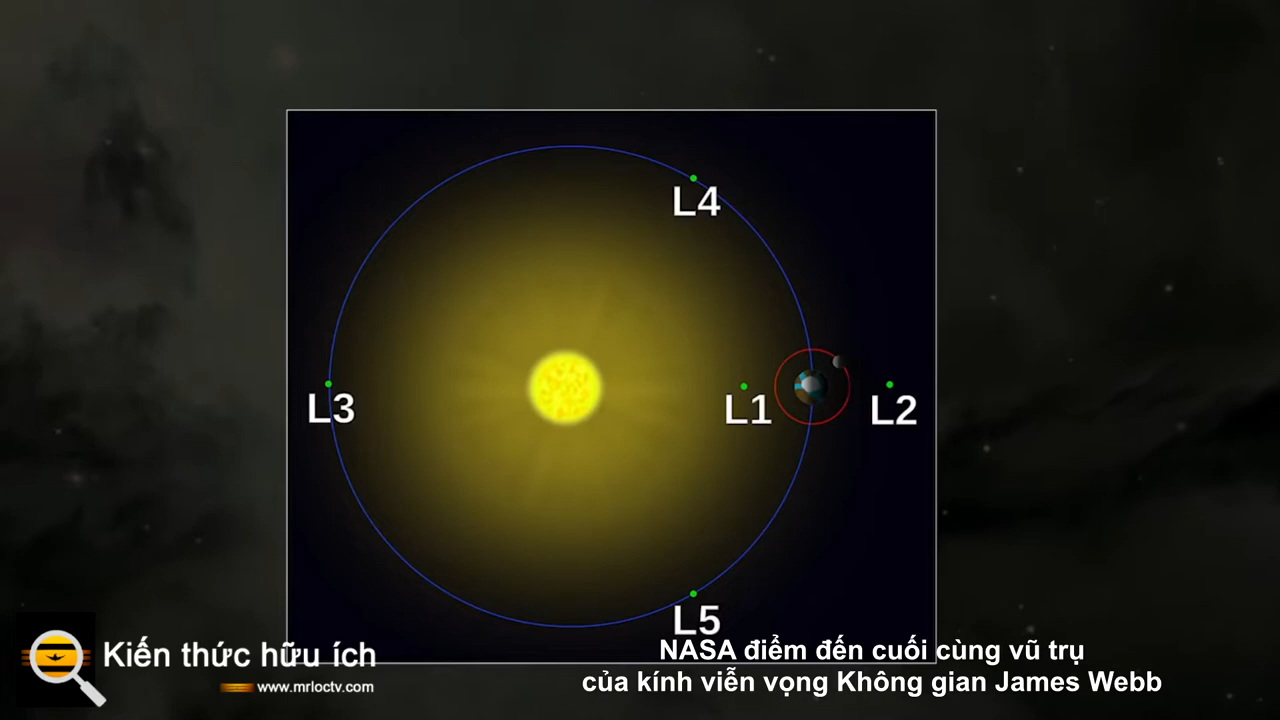 L4
L3
L1
L2
L5
Kiến thức hữu ích
www.mrloctv.com
NASA điểm đến cuối cùng vũ trụ
của kính viễn vọng Không gian James Webb